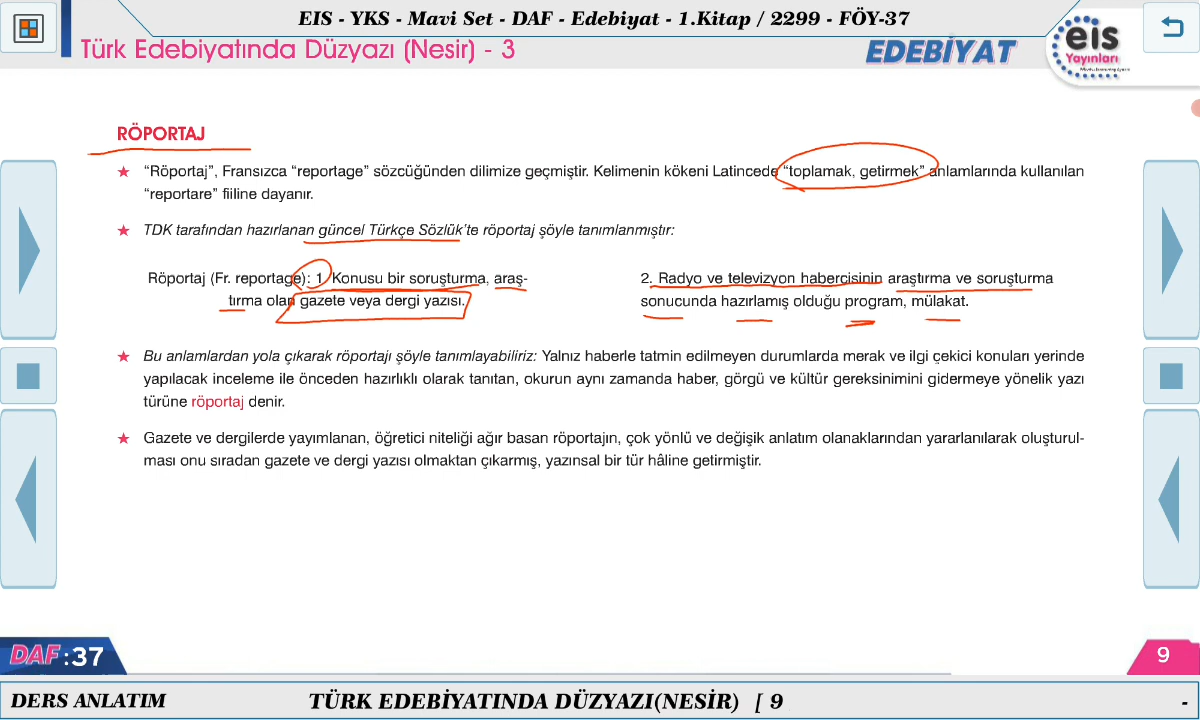 EIS - YKS - Mavi Set - DAF - Edebiyat - 1.Kitap / 2299 - FÖY-37
Türk Edebiyatında Düzyazı (Nesir) - 3
EDEBİYAT
eis
Yayınları
RÖPORTAJ
★ “Röportaj”, Fransızca “reportage” sözcüğünden dilimize geçmiştir. Kelimenin kökeni Latincede “toplamak, getirmek” anlamlarında kullanılan
“reportare” fiiline dayanır.
★ TDK tarafından hazırlanan güncel Türkçe Sözlük’te röportaj şöyle tanımlanmıştır:
Röportaj (Fr. reportage): 1. Konusu bir soruşturma, araş-
tırma olan gazete veya dergi yazısı.
2. Radyo ve televizyon habercisinin araştırma ve soruşturma
sonucunda hazırlamış olduğu program, mülakat.
★ Bu anlamlardan yola çıkarak röportajı şöyle tanımlayabiliriz: Yalnız haberle tatmin edilmeyen durumlarda merak ve ilgi çekici konuları yerinde
yapılacak inceleme ile önceden hazırlıklı olarak tanıtan, okurun aynı zamanda haber, görgü ve kültür gereksinimini gidermeye yönelik yazı
türüne röportaj denir.
★ Gazete ve dergilerde yayımlanan, öğretici niteliği ağır basan röportajın, çok yönlü ve değişik anlatım olanaklarından yararlanılarak oluşturul-
ması onu sıradan gazete ve dergi yazısı olmaktan çıkarmış, yazınsal bir tür hâline getirmiştir.
DAF : 37
9
DERS ANLATIM
TÜRK EDEBİYATINDA DÜZYAZI(NESİR) [ 9
-